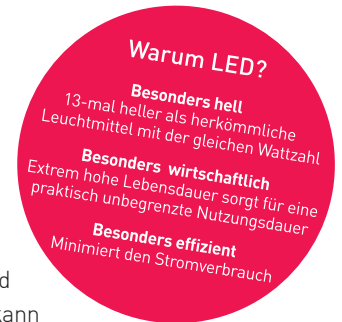 Warum LED?
Besonders hell
13-mal heller als herkömmliche
Leuchtmittel mit der gleichen Wattzahl
Besonders wirtschaftlich
Extrem hohe Lebensdauer sorgt für eine
praktisch unbegrenzte Nutzungsdauer
Besonders effizient
Minimiert den Stromverbrauch
d
kann